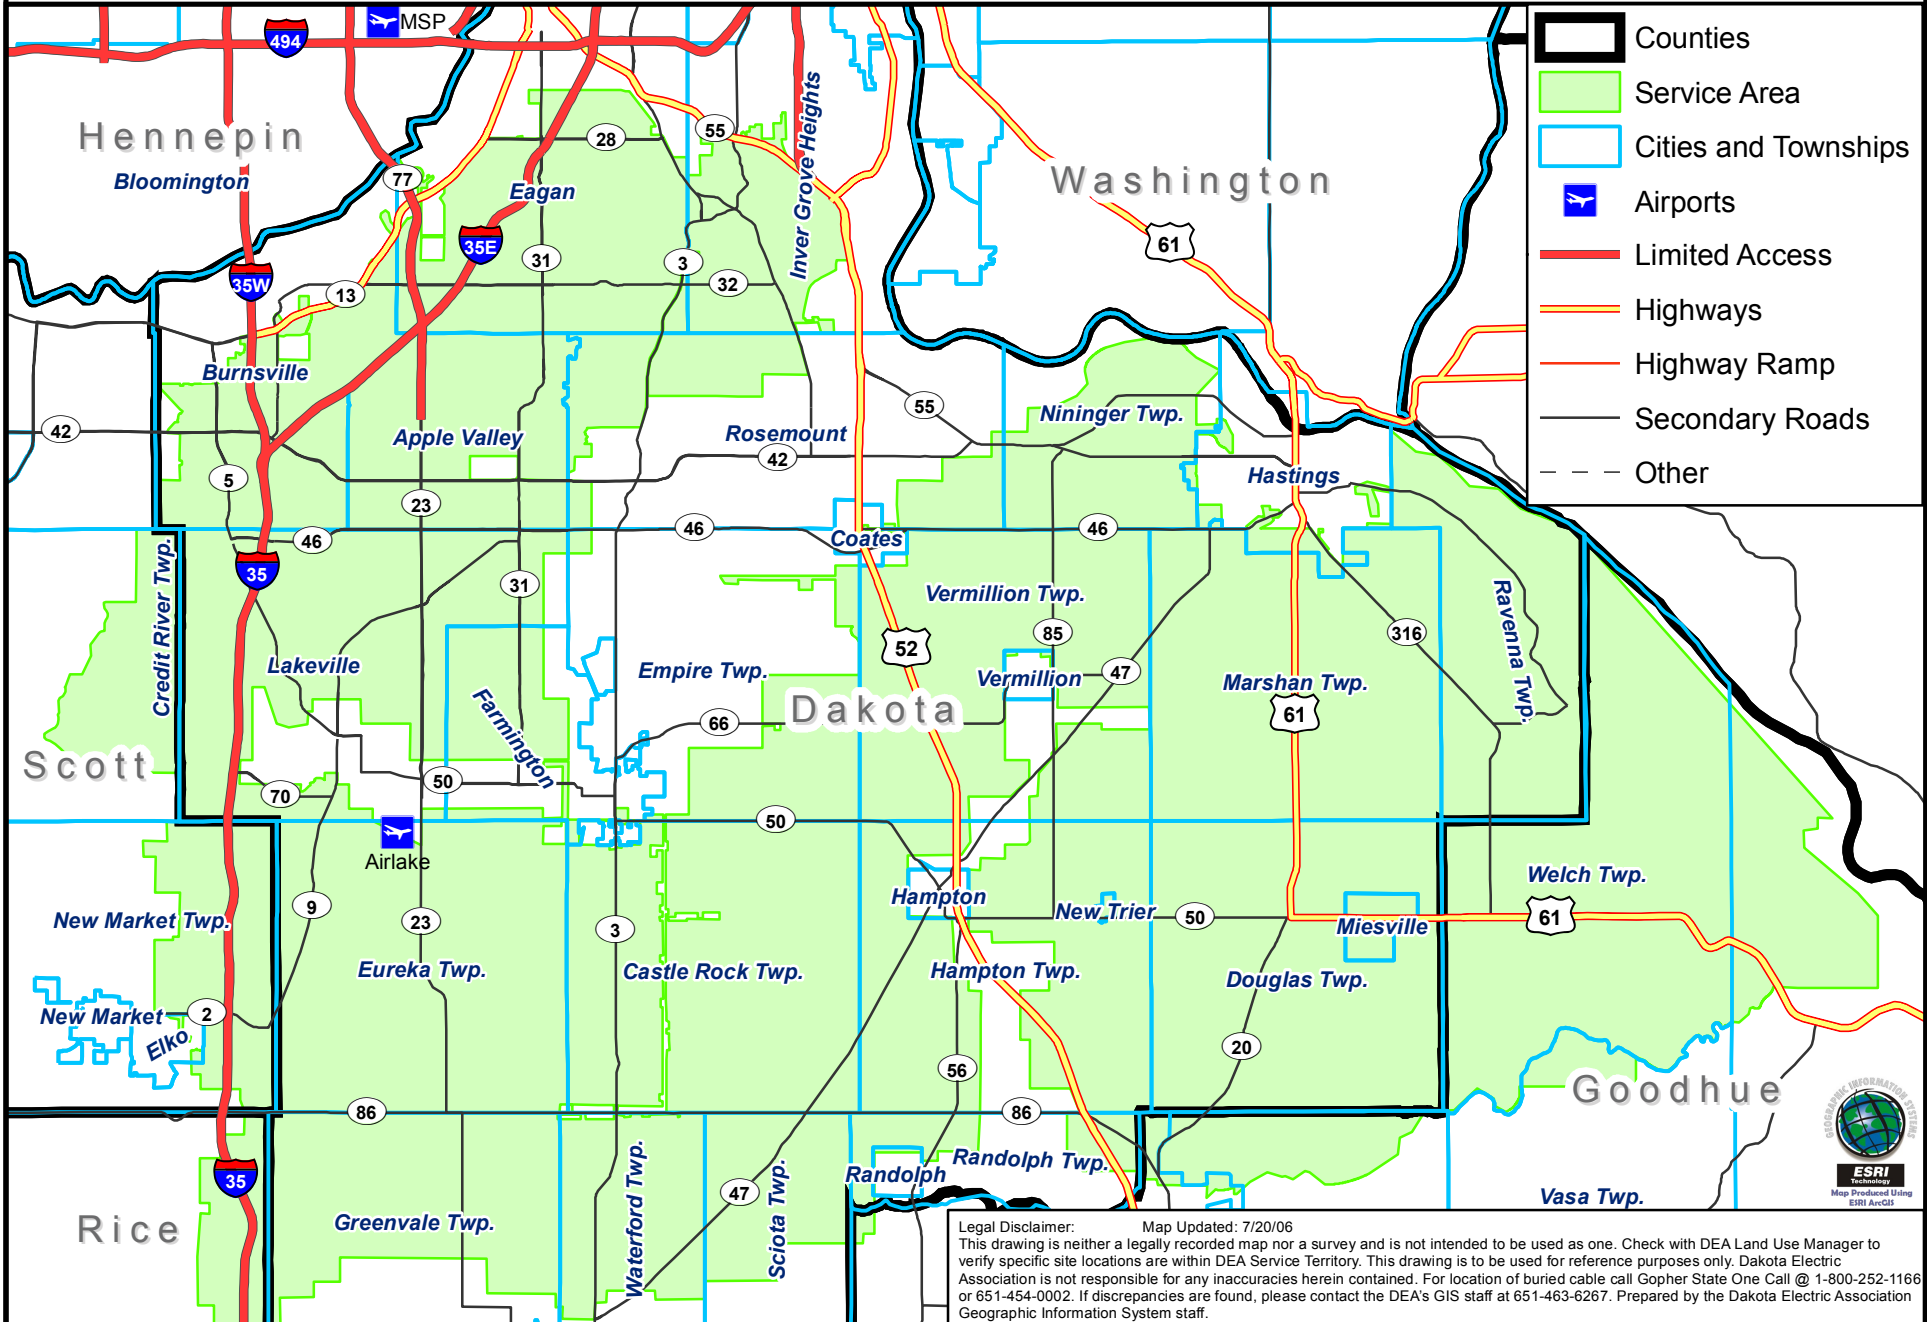 MSP
494
Counties
Service Area
Cities and Townships
Airports
Limited Access
Highways
Highway Ramp
Secondary Roads
Other
Hennepin
Bloomington
28
55
77
Eagan
Inver Grove Heights
Washington
61
35E
31
3
32
35W
13
Burnsville
55
Nininger Twp.
42
Apple Valley
Rosemount
42
5
23
Hastings
46
46
46
Coates
Credit River Twp.
35
31
Vermillion Twp.
85
Ravenna Twp.
316
52
Lakeville
Empire Twp.
Vermillion
47
Marshan Twp.
61
Farmington
66
Dakota
Scott
50
70
50
Airlake
Welch Twp.
Hampton
9
New Market Twp.
23
3
New Trier
50
Miesville
61
Eureka Twp.
Castle Rock Twp.
Hampton Twp.
Douglas Twp.
New Market
2
Elko
20
56
Goodhue
86
86
GEOGRAPHIC INFORMATION SYSTEMS
ESRI
Technology
Map Produced Using
ESRI ArcGIS
35
Waterford Twp.
47
Sciota Twp.
Randolph
Randolph Twp.
Vasa Twp.
Rice
Greenvale Twp.
Legal Disclaimer: Map Updated: 7/20/06
This drawing is neither a legally recorded map nor a survey and is not intended to be used as one. Check with DEA Land Use Manager to
verify specific site locations are within DEA Service Territory. This drawing is to be used for reference purposes only. Dakota Electric
Association is not responsible for any inaccuracies herein contained. For location of buried cable call Gopher State One Call @ 1-800-252-1166
or 651-454-0002. If discrepancies are found, please contact the DEA's GIS staff at 651-463-6267. Prepared by the Dakota Electric Association
Geographic Information System staff.